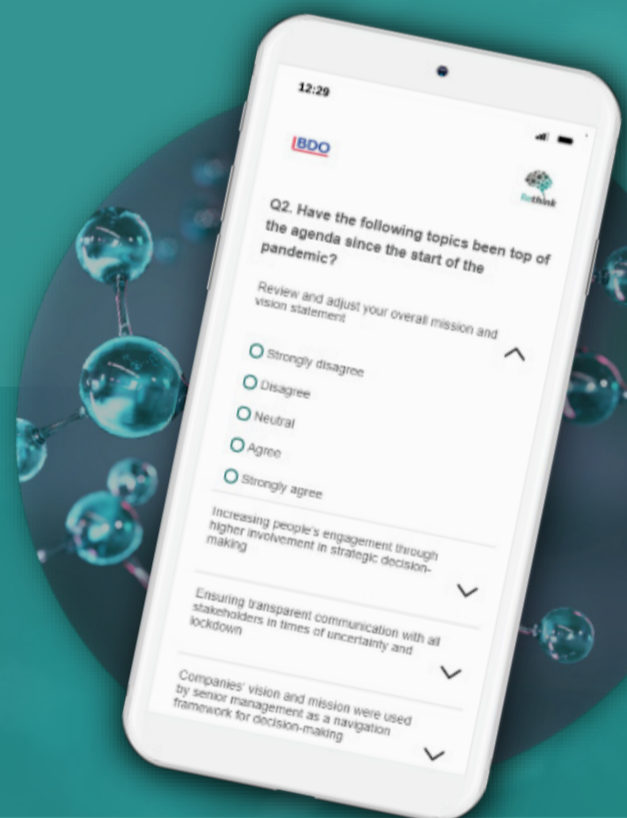 12:29
BDO
Rethink
Q2. Have the following topics been top of
the agenda since the start of the
pandemic?
Review and adjust your overall mission and
vision statement
Strongly disagree
Disagree
Neutral
Agree
Strongly agree
Increasing people's engagement through
higher involvement in strategic decision-
making
Ensuring transparent communication with all
stakeholders in times of uncertainty and
lockdown
Companies' vision and mission were used
by senior management as a navigation
framework for decision-making